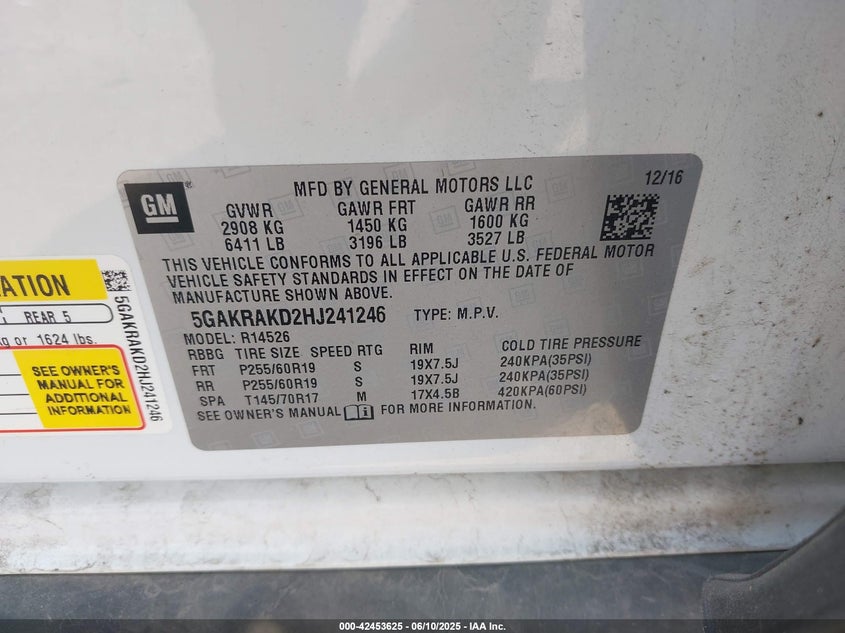 GM
®
MFD BY GENERAL MOTORS LLC
12/16
GVWR GAWR FRT GAWR RR
2908 KG 1450 KG 1600 KG
6411 LB 3196 LB 3527 LB
THIS VEHICLE CONFORMS TO ALL APPLICABLE U.S. FEDERAL MOTOR
VEHICLE SAFETY STANDARDS IN EFFECT ON THE DATE OF
MANUFACTURE SHOWN ABOVE.
5GAKRAKD2HJ241246 TYPE: M.P.V.
MODEL: R14526
RBBG TIRE SIZE SPEED RTG RIM COLD TIRE PRESSURE
FRT P255/60R19 S 19X7.5J 240KPA(35PSI)
RR P255/60R19 S 19X7.5J 240KPA(35PSI)
SPA T145/70R17 M 17X4.5B 420KPA(60PSI)
SEE OWNER'S MANUAL FOR MORE INFORMATION.
ATION
REAR 5
kg or 1624 lbs.
SEE OWNER'S
MANUAL FOR
ADDITIONAL
INFORMATION
5GAKRAKD2HJ241246
000-42453625 - 06/10/2025 - IAA Inc.